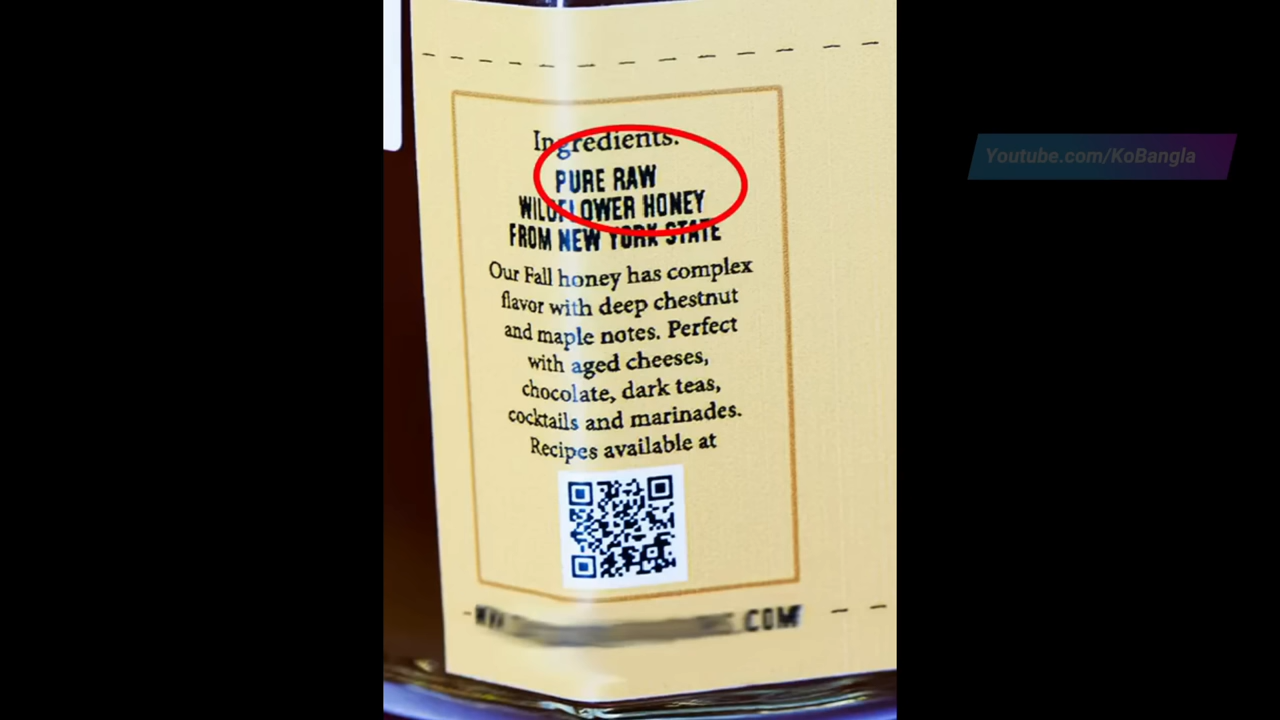 Ingredients:
PURE RAW
WILDFLOWER HONEY
FROM NEW YORK STATE
Our Fall honey has complex
flavor with deep chestnut
and maple notes. Perfect
with aged cheeses,
chocolate, dark teas,
cocktails and marinades.
Recipes available at
.COM
Youtube.com/KoBangla